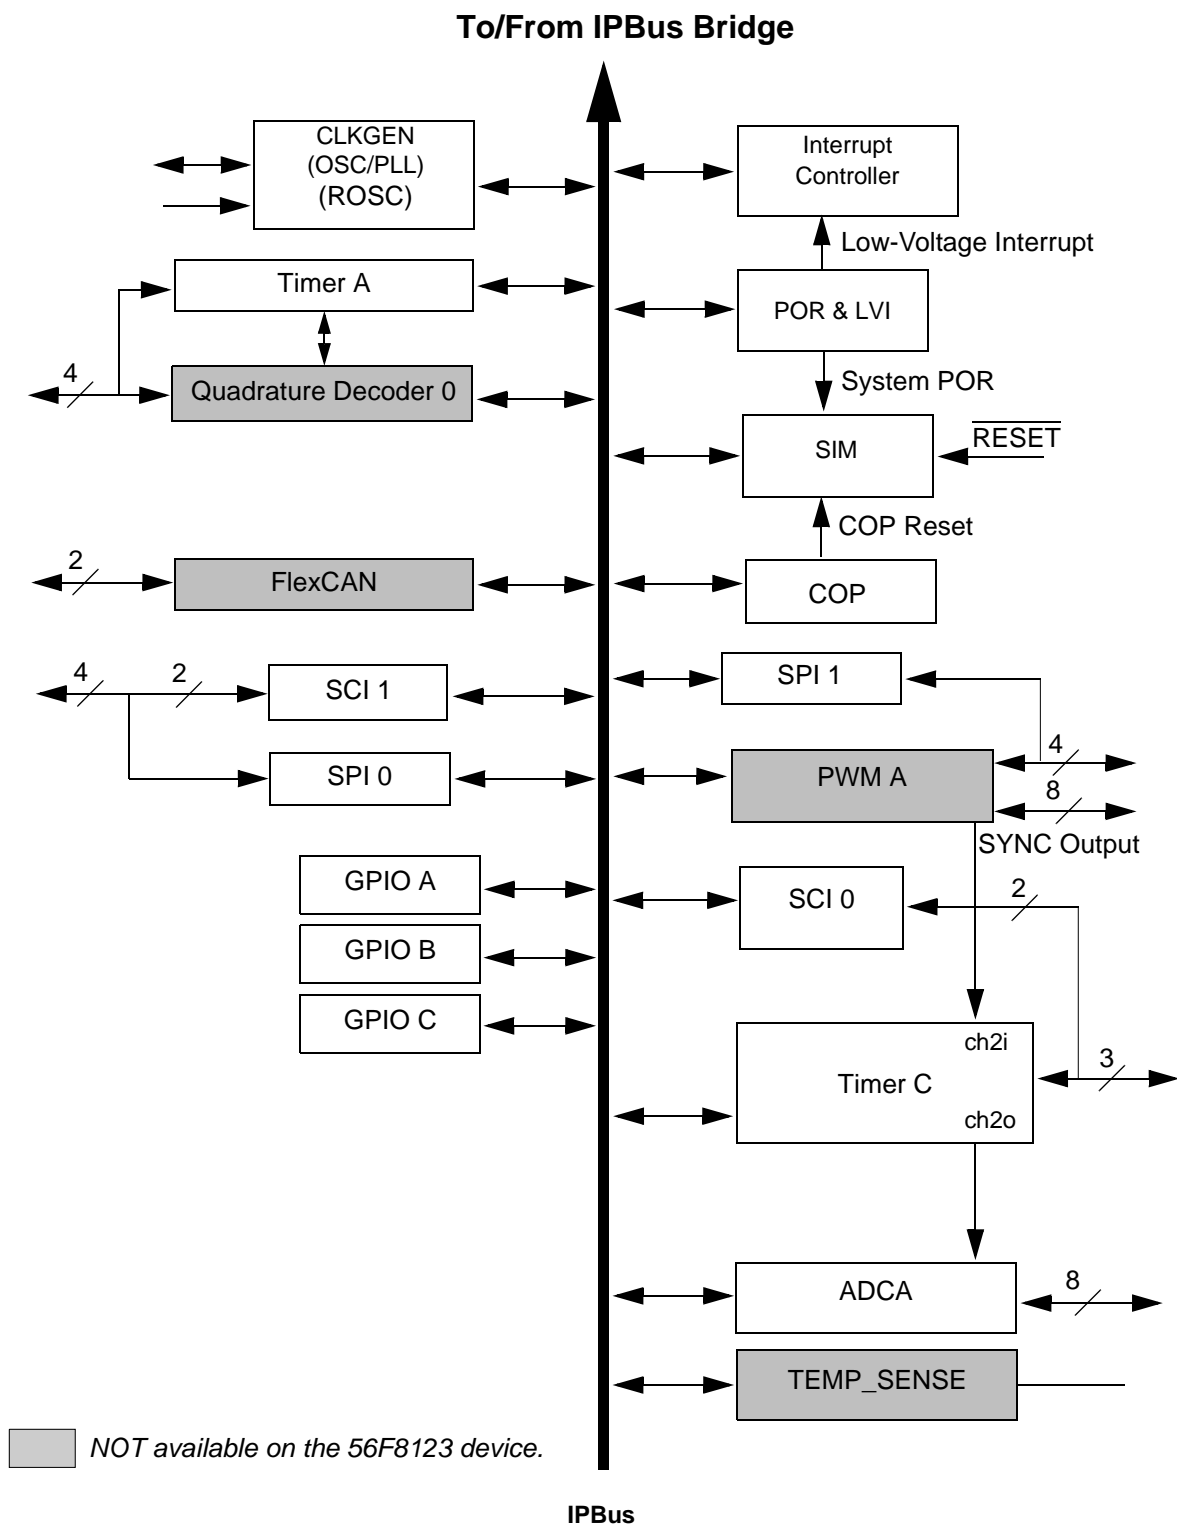 To/From IPBus Bridge
CLKGEN
(OSC/PLL)
(ROSC)
Interrupt
Controller
Low-Voltage Interrupt
Timer A
POR & LVI
4
Quadrature Decoder 0
System POR
SIM
RESET
COP Reset
2
FlexCAN
COP
4
2
SCI 1
SPI 1
SPI 0
PWM A
4
8
SYNC Output
GPIO A
SCI 0
2
GPIO B
GPIO C
ch2i
Timer C
3
ch2o
ADCA
8
TEMP_SENSE
NOT available on the 56F8123 device.
IPBus